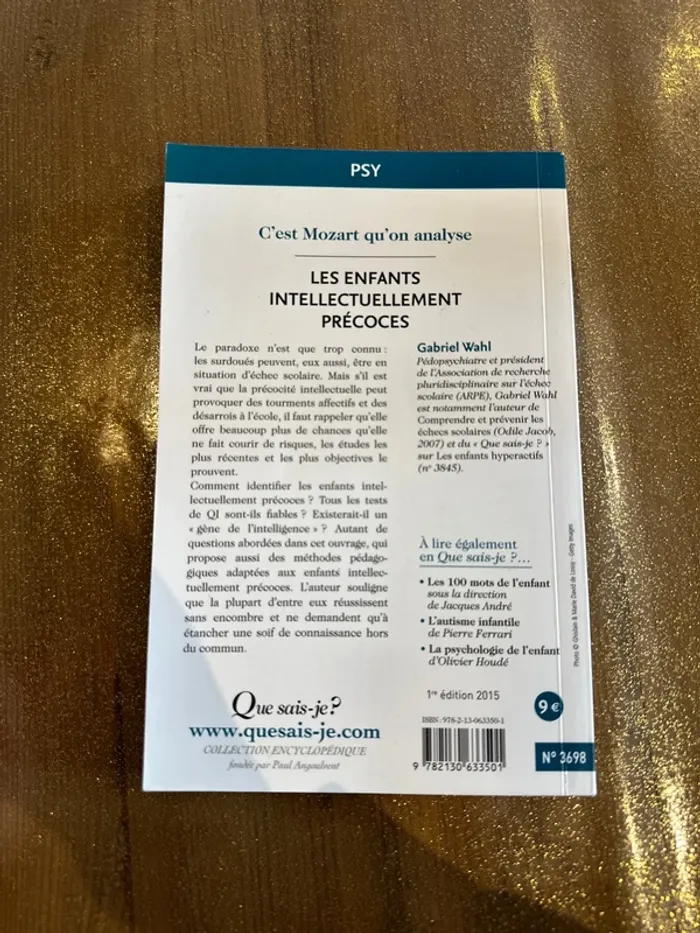 PSY
C'est Mozart qu'on analyse
LES ENFANTS
INTELLECTUELLEMENT
PRÉCOCES
Le paradoxe n'est que trop connu :
les surdoués peuvent, eux aussi, être en
situation d'échec scolaire. Mais s'il est
vrai que la précocité intellectuelle peut
provoquer des tourments affectifs et des
désarrois à l'école, il faut rappeler qu'elle
offre beaucoup plus de chances qu'elle
ne fait courir de risques, les études les
plus récentes et les plus objectives le
prouvent.
Comment identifier les enfants intel-
lectuellement précoces ? Tous les tests
de QI sont-ils fiables ? Existerait-il un
« gène de l'intelligence » ? Autant de
questions abordées dans cet ouvrage, qui
propose aussi des méthodes pédago-
giques adaptées aux enfants intellec-
tuellement précoces. L'auteur souligne
que la plupart d'entre eux réussissent
sans encombre et ne demandent qu'à
étancher une soif de connaissance hors
du commun.
Gabriel Wahl
Pédopsychiatre et président
de l'Association de recherche
pluridisciplinaire sur l'échec
scolaire (ARPE), Gabriel Wahl
est notamment l'auteur de
Comprendre et prévenir les
échecs scolaires (Odile Jacob,
2007) et du « Que sais-je ? »
sur Les enfants hyperactifs
(n° 3845).
À lire également
en Que sais-je ?...
• Les 100 mots de l'enfant
sous la direction
de Jacques André
• L'autisme infantile
de Pierre Ferrari
• La psychologie de l'enfant
d'Olivier Houdé
Photo © Ghislain & Marie David de Lossy - Getty Images
Que sais-je?
www.quesais-je.com
COLLECTION ENCYCLOPÉDIQUE
fondée par Paul Angoulvent
1re édition 2015
9 €
ISBN : 978-2-13-063350-1
9 782130 633501
N° 3698